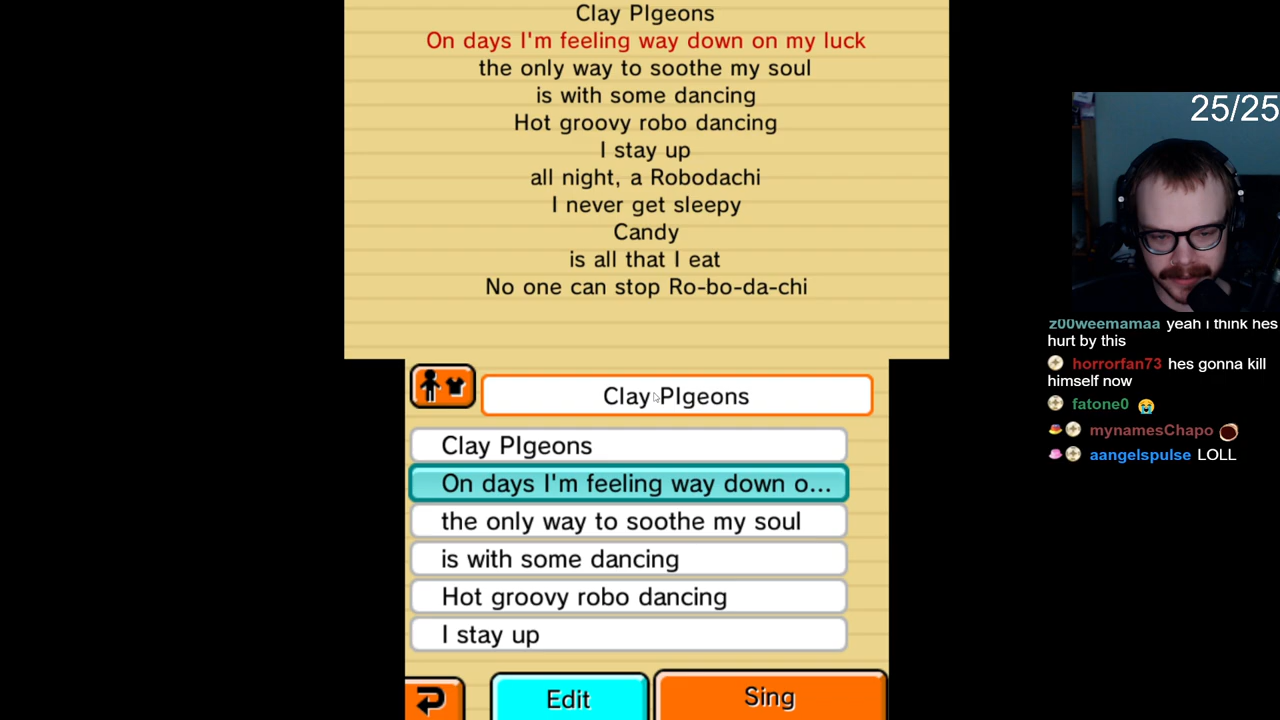 Clay PIgeons
On days I'm feeling way down on my luck
the only way to soothe my soul
is with some dancing
Hot groovy robo dancing
I stay up
all night, a Robodachi
I never get sleepy
Candy
is all that I eat
No one can stop Ro-bo-da-chi
Clay PIgeons
Clay PIgeons
On days I'm feeling way down o...
the only way to soothe my soul
is with some dancing
Hot groovy robo dancing
I stay up
Edit
Sing
25/25
z00weemamaa yeah i think hes
hurt by this
horrorfan73 hes gonna kill
himself now
fatone0
mynamesChapo
aangelspulse LOLL